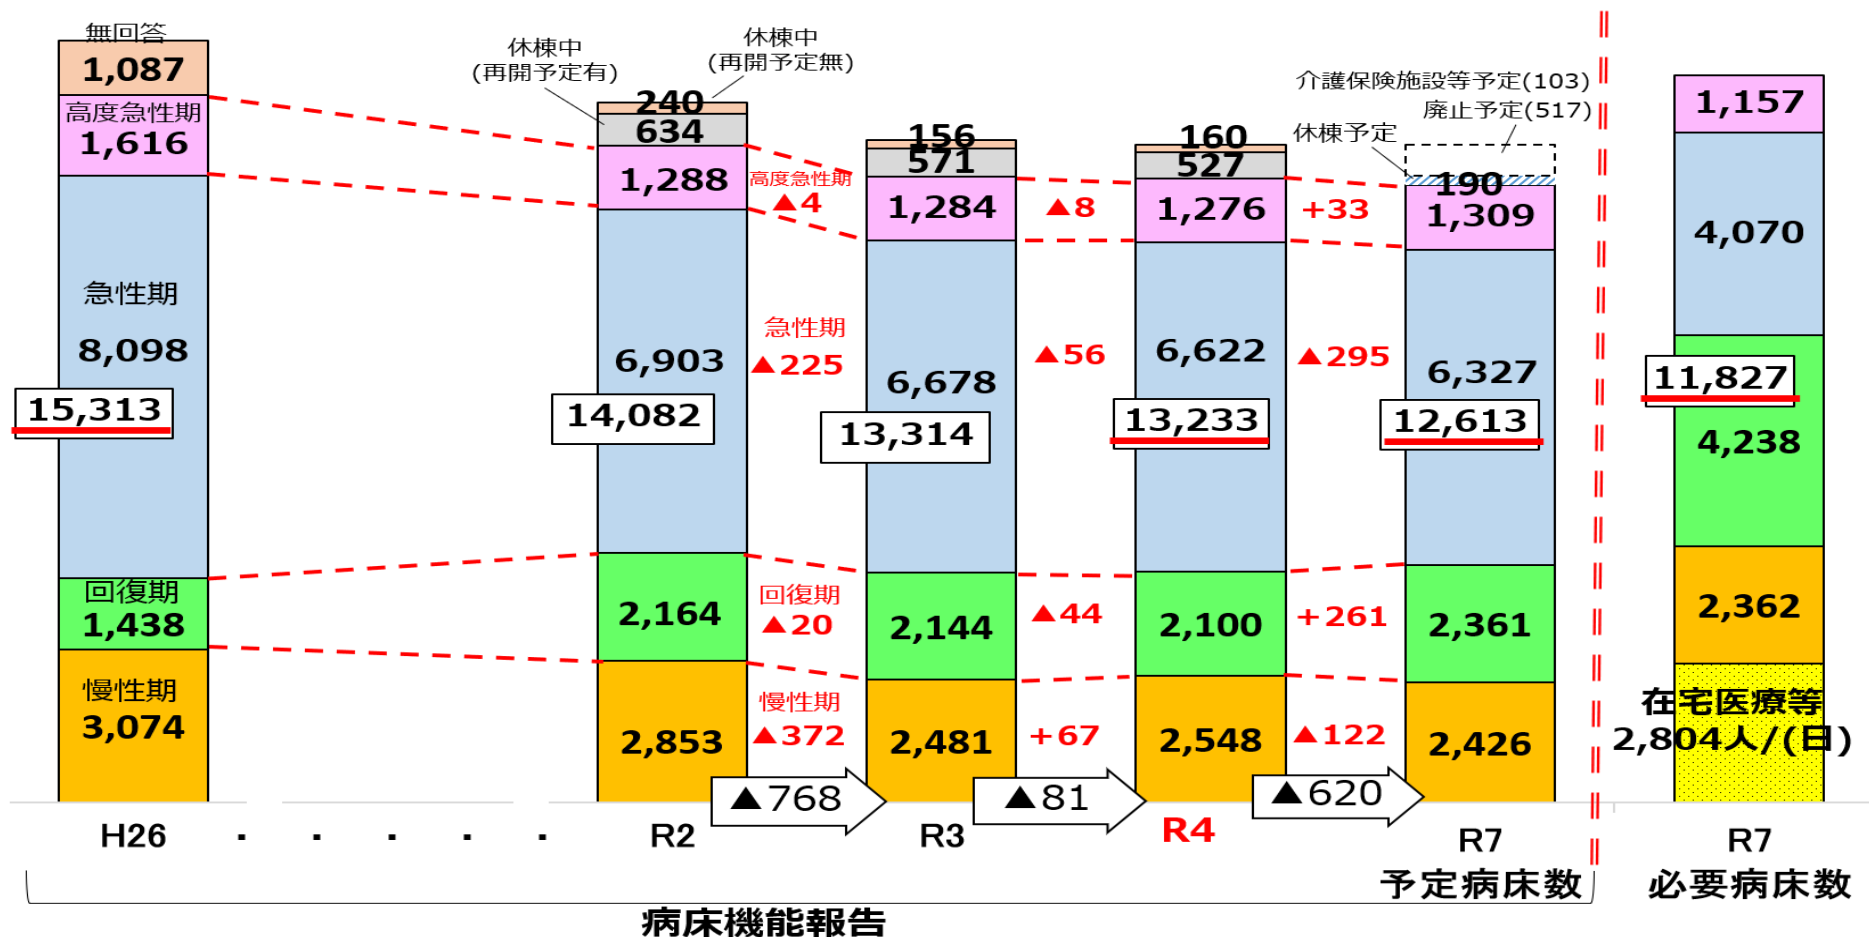 無回答
1,087
高度急性期
1,616
急性期
8,098
15,313
回復期
1,438
慢性期
3,074
H26
・ ・ ・ ・ ・
休棟中
(再開予定有)
休棟中
(再開予定無)
240
634
1,288
6,903
14,082
2,164
2,853
R2
高度急性期
▲4
急性期
▲225
回復期
▲20
慢性期
▲372
▲768
156
571
1,284
6,678
13,314
2,144
2,481
R3
▲8
▲56
▲44
+67
▲81
160
527
1,276
6,622
13,233
2,100
2,548
R4
+33
▲295
+261
▲122
▲620
介護保険施設等予定(103)
廃止予定(517)
休棟予定
190
1,309
6,327
12,613
2,361
2,426
R7
予定病床数
病床機能報告
1,157
4,070
11,827
4,238
2,362
在宅医療等
2,804人/(日)
R7
必要病床数